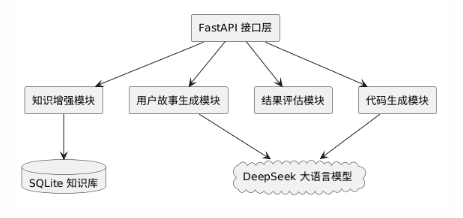 FastAPI 接口层
知识增强模块
用户故事生成模块
结果评估模块
代码生成模块
SQLite 知识库
DeepSeek 大语言模型